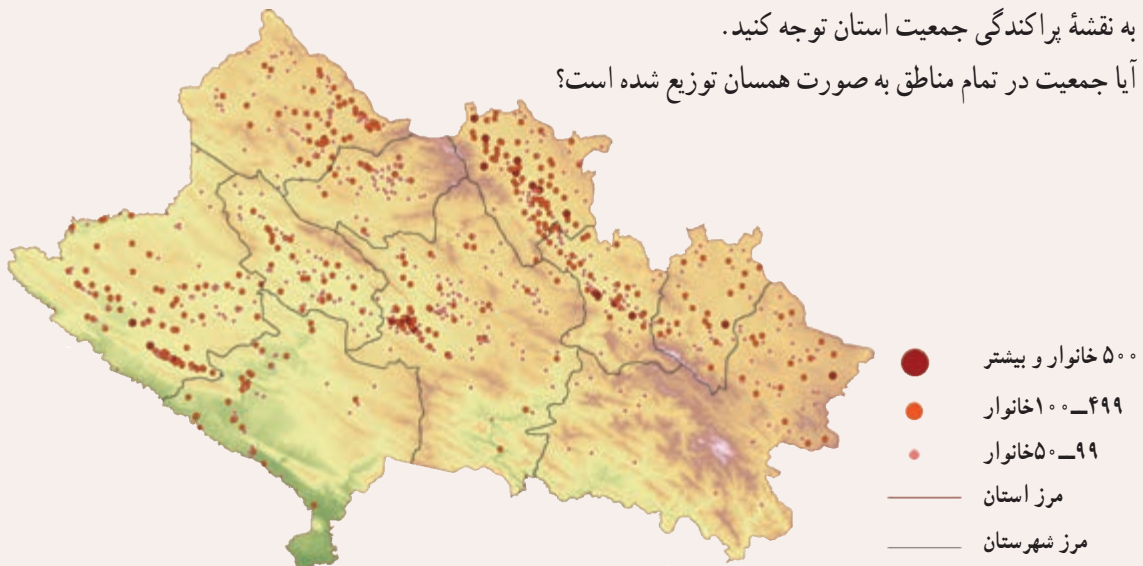 به نقشهٔ پراکندگی جمعیت استان توجه کنید.
آیا جمعیت در تمام مناطق به صورت همسان توزیع شده است؟
۵۰۰ خانوار و بیشتر
۴۹۹ــ۱۰۰خانوار
۹۹ــ۵۰خانوار
مرز استان
مرز شهرستان